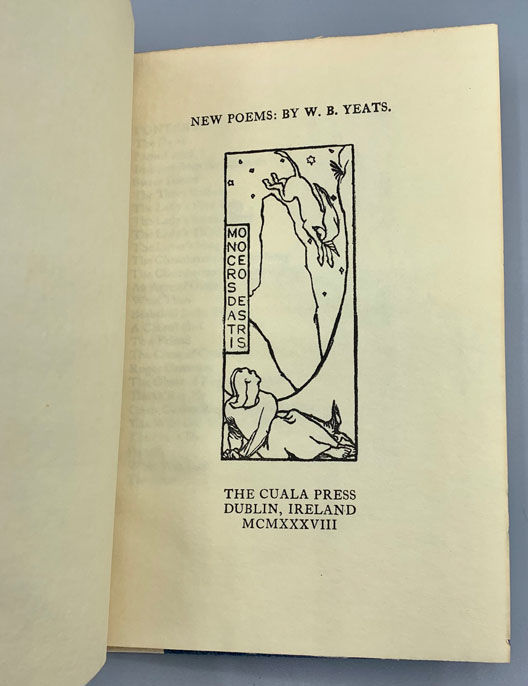 NEW POEMS: BY W. B. YEATS.
MO
NO
CE
RO
S
DE
AS
TR
IS
THE CUALA PRESS
DUBLIN, IRELAND
MCMXXXVIII